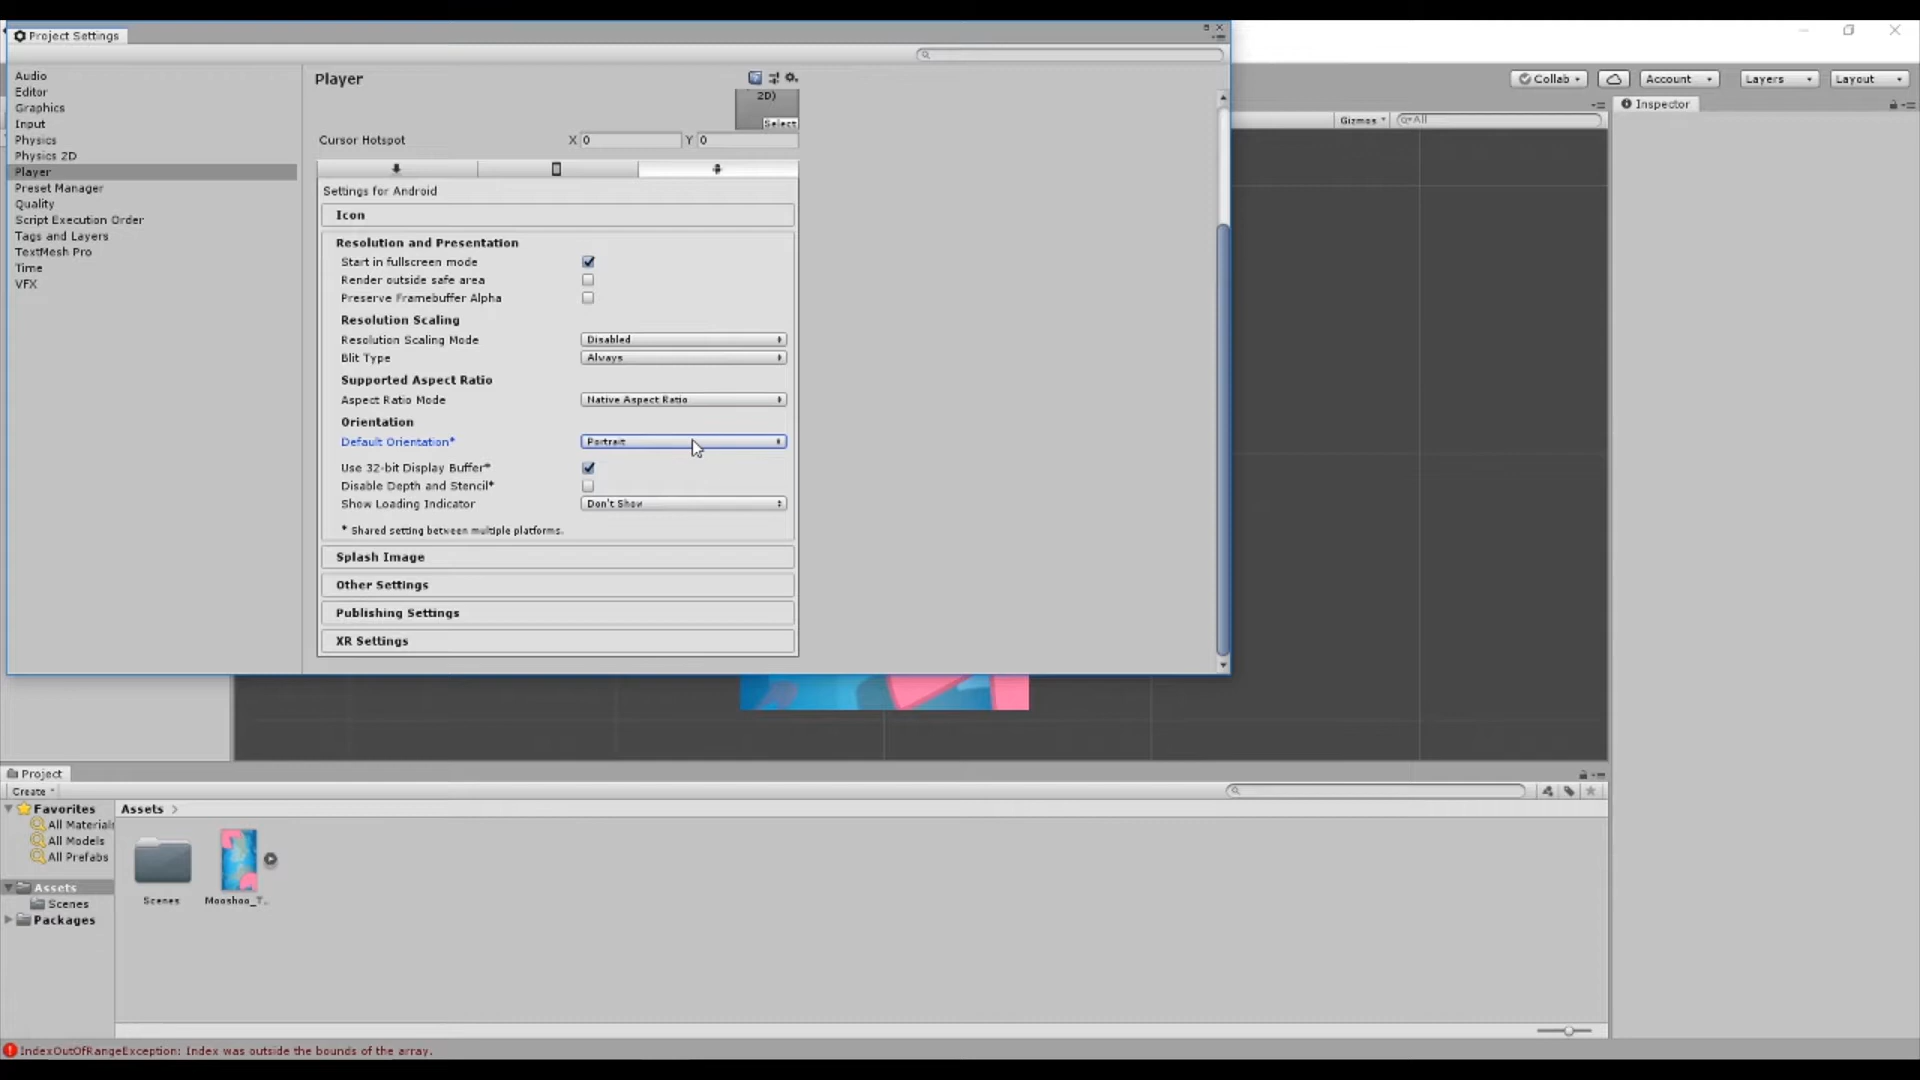 Project Settings
Audio
Editor
Graphics
Input
Physics
Physics 2D
Player
Preset Manager
Quality
Script Execution Order
Tags and Layers
TextMesh Pro
Time
VFX
Player
2D)
Select
Cursor Hotspot X 0 Y 0
Settings for Android
Icon
Resolution and Presentation
Start in fullscreen mode
Render outside safe area
Preserve Framebuffer Alpha
Resolution Scaling
Resolution Scaling Mode Disabled
Blit Type Always
Supported Aspect Ratio
Aspect Ratio Mode Native Aspect Ratio
Orientation
Default Orientation* Portrait
Use 32-bit Display Buffer*
Disable Depth and Stencil*
Show Loading Indicator Don't Show
* Shared setting between multiple platforms.
Splash Image
Other Settings
Publishing Settings
XR Settings
Collab Account Layers Layout
Gizmos All
Inspector
Project
Create
Favorites
All Material
All Models
All Prefabs
Assets
Scenes
Packages
Assets
Scenes
Mooshoo_T...
IndexOutOfRangeException: Index was outside the bounds of the array.